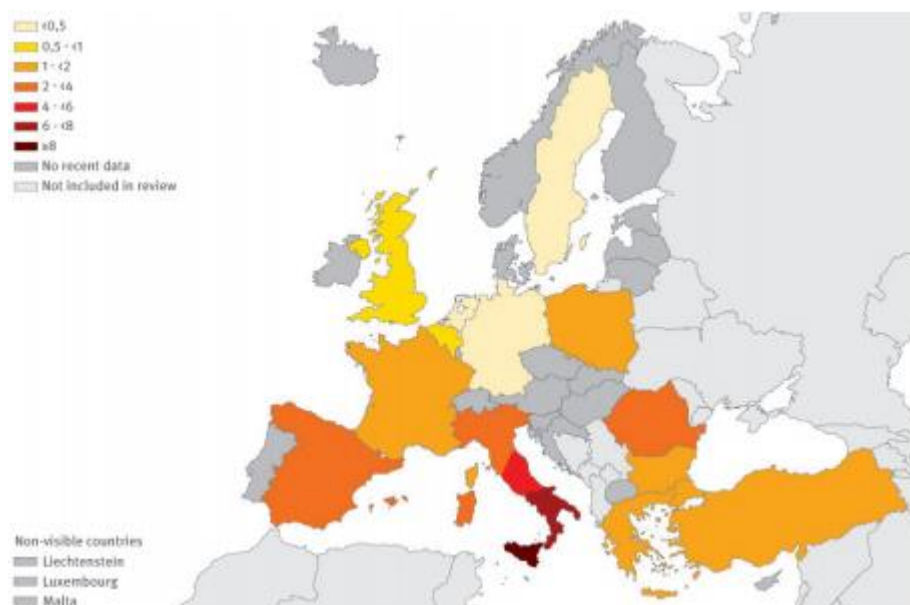 <0,5
0,5 - <1
1 - <2
2 - <4
4 - <6
6 - <8
≥8
No recent data
Not included in review
Non-visible countries
Liechtenstein
Luxembourg
Malta